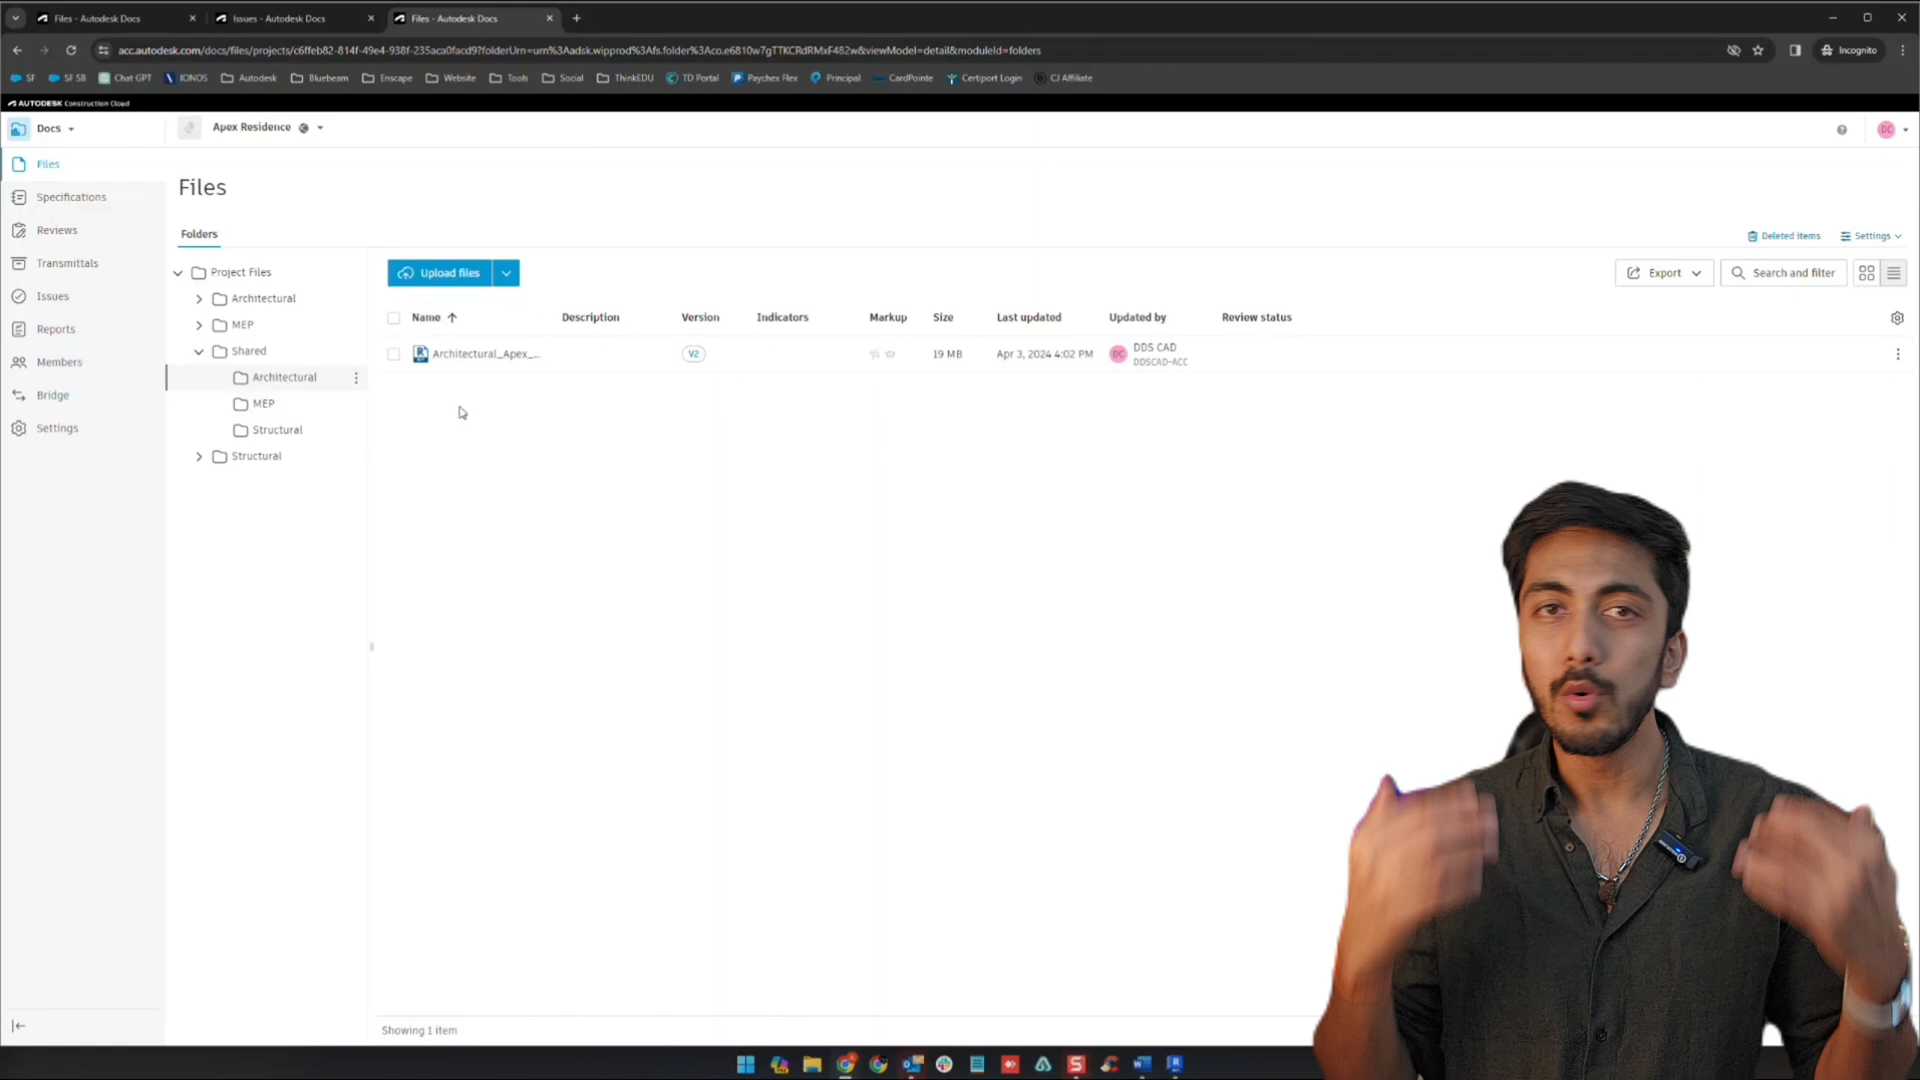 Files - Autodesk Docs
Issues - Autodesk Docs
Files - Autodesk Docs
acc.autodesk.com/docs/files/projects/c6ffeb82-814f-49e4-938f-235aca0facd9?folderUrn=urn%3Aadsk.wipprod%3Afs.folder%3Aco.e6810w7gTTKCRdRMxF482w&viewModel=detail&moduleId=folders
Incognito
SF
SF SB
Chat GPT
IONOS
Autodesk
Bluebeam
Enscape
Website
Tools
Social
ThinkEDU
TD Portal
Paychex Flex
Principal
CardPointe
Certiport Login
CJ Affiliate
AUTODESK Construction Cloud
Docs
Apex Residence
DC
Files
Specifications
Reviews
Transmittals
Issues
Reports
Members
Bridge
Settings
Files
Folders
Deleted items
Settings
Project Files
Architectural
MEP
Shared
Architectural
MEP
Structural
Structural
Upload files
Export
Search and filter
Name Description Version Indicators Markup Size Last updated Updated by Review status
Architectural_Apex_... V2 19 MB Apr 3, 2024 4:02 PM DC DDS CAD
DDSCAD-ACC
Showing 1 item